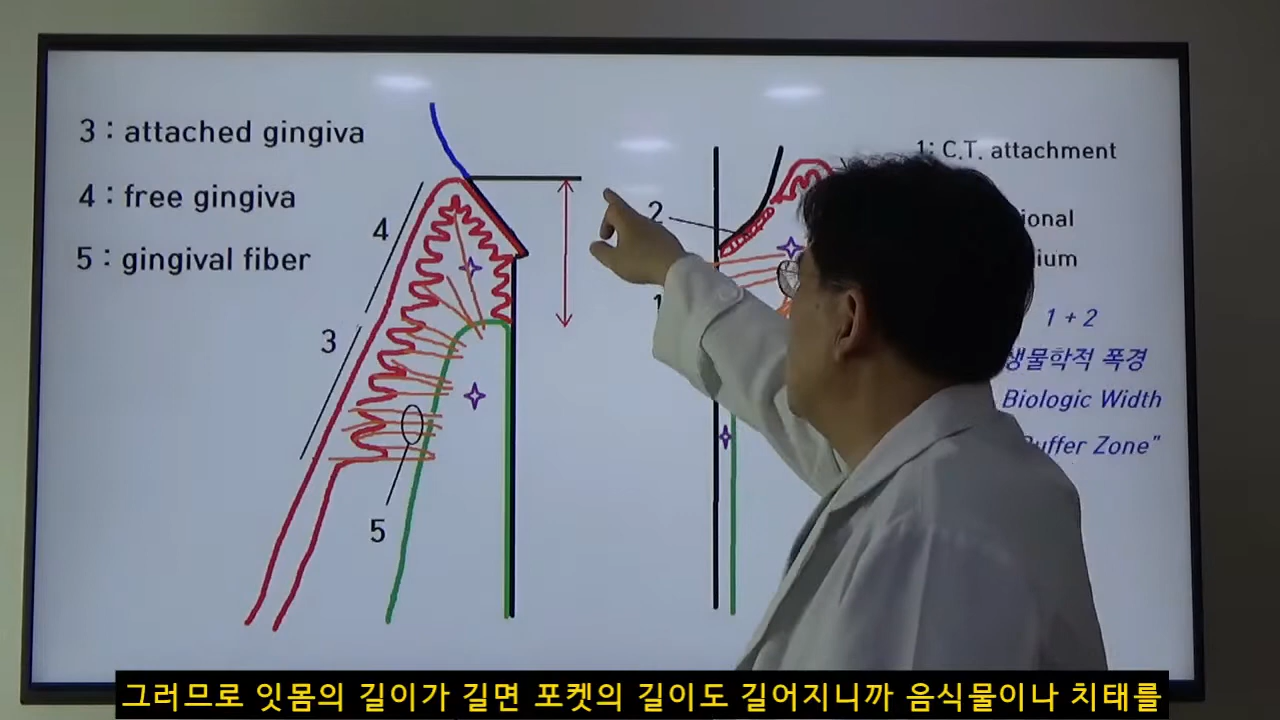 3 : attached gingiva
4 : free gingiva
5 : gingival fiber
4
3
5
2
1: C.T. attachment
1 + 2
생물학적 폭경
Biologic Width
Zone"
그러므로 잇몸의 길이가 길면 포켓의 길이도 길어지니까 음식물이나 치태를